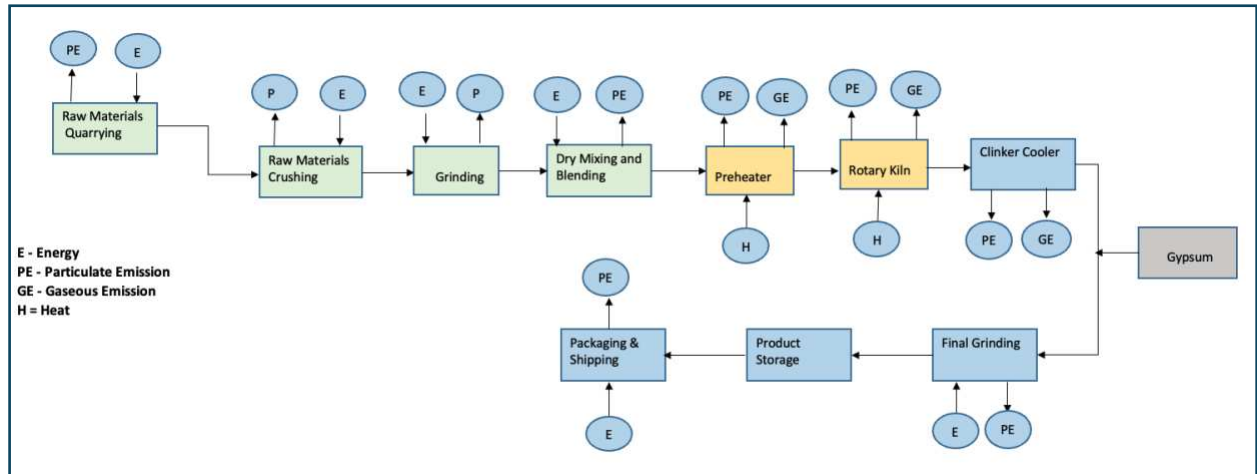 PE
E
Raw Materials
Quarrying
P
E
Raw Materials
Crushing
E
P
Grinding
E
PE
Dry Mixing and
Blending
PE
GE
Preheater
H
PE
GE
Rotary Kiln
H
Clinker Cooler
PE
GE
Gypsum
E - Energy
PE - Particulate Emission
GE - Gaseous Emission
H = Heat
PE
Packaging &
Shipping
E
Product
Storage
Final Grinding
E
PE